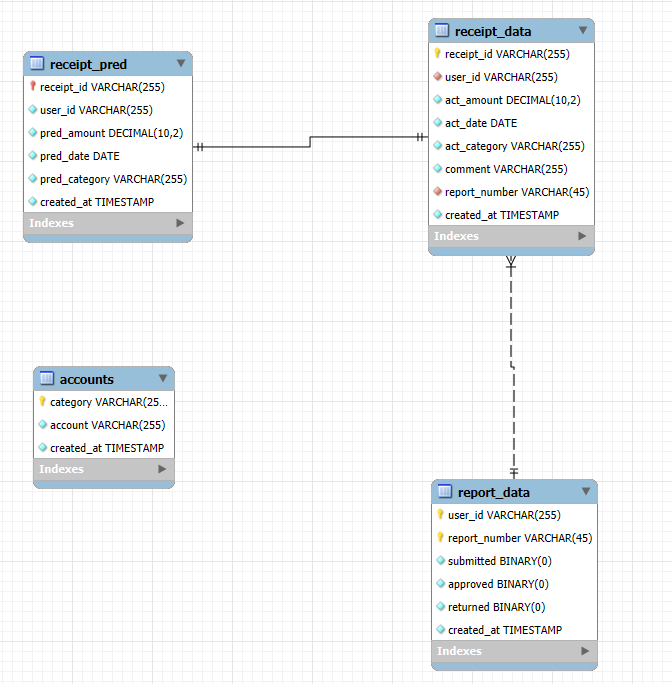 receipt_pred
receipt_id VARCHAR(255)
user_id VARCHAR(255)
pred_amount DECIMAL(10,2)
pred_date DATE
pred_category VARCHAR(255)
created_at TIMESTAMP
Indexes
receipt_data
receipt_id VARCHAR(255)
user_id VARCHAR(255)
act_amount DECIMAL(10,2)
act_date DATE
act_category VARCHAR(255)
comment VARCHAR(255)
report_number VARCHAR(45)
created_at TIMESTAMP
Indexes
accounts
category VARCHAR(25...
account VARCHAR(255)
created_at TIMESTAMP
Indexes
report_data
user_id VARCHAR(255)
report_number VARCHAR(45)
submitted BINARY(0)
approved BINARY(0)
returned BINARY(0)
created_at TIMESTAMP
Indexes